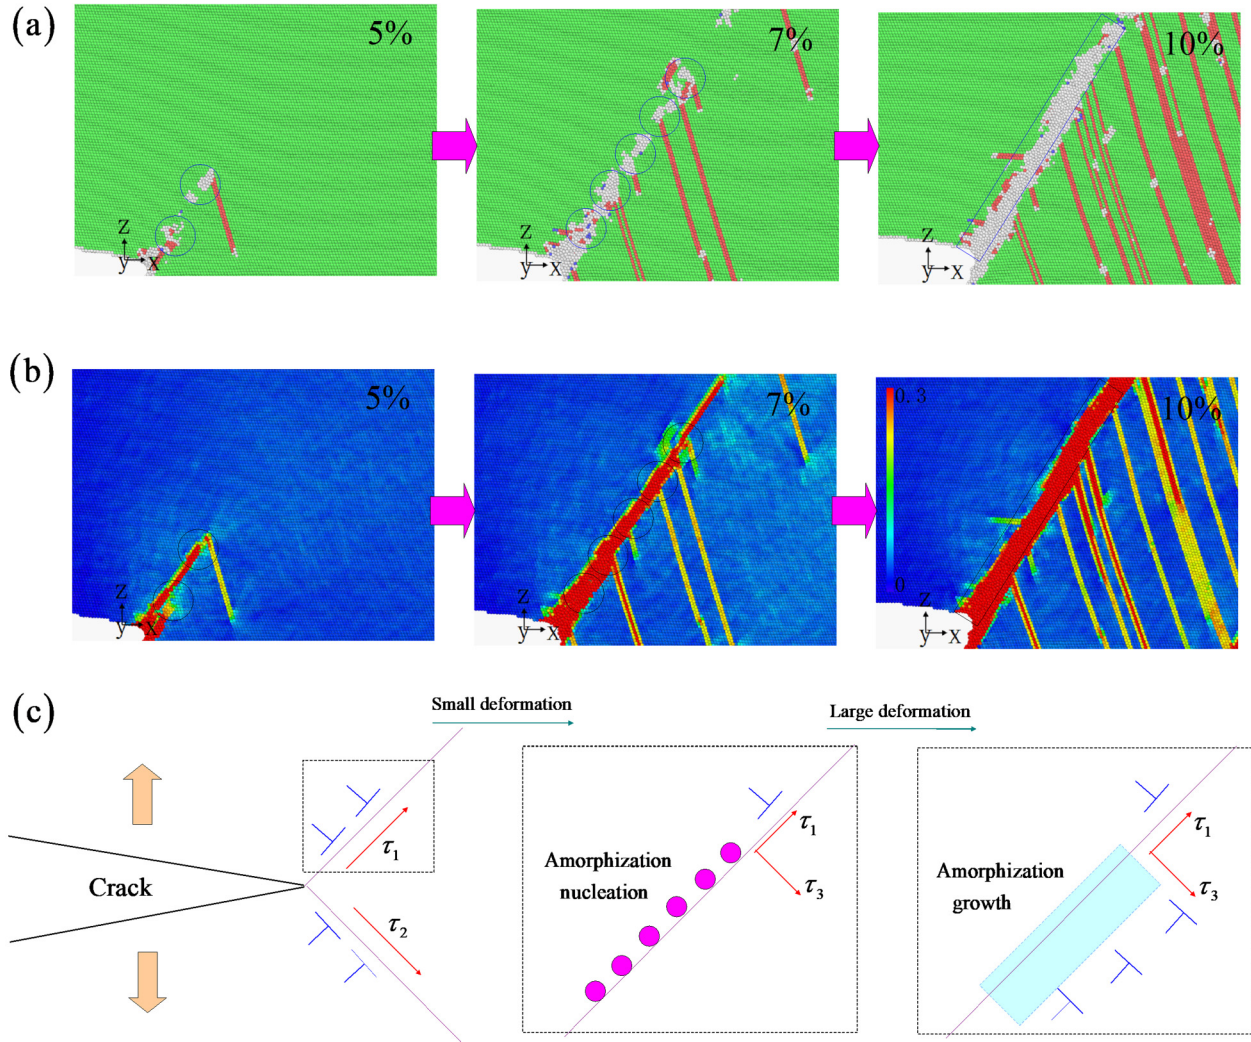 (a)
5%
7%
10%
z
y x
z
y x
z
y x
(b)
5%
7%
0.3
10%
0
z
y x
z
y x
z
y x
(c)
Small deformation
Large deformation
Crack
τ1
τ2
Amorphization
nucleation
τ1
τ3
Amorphization
growth
τ1
τ3